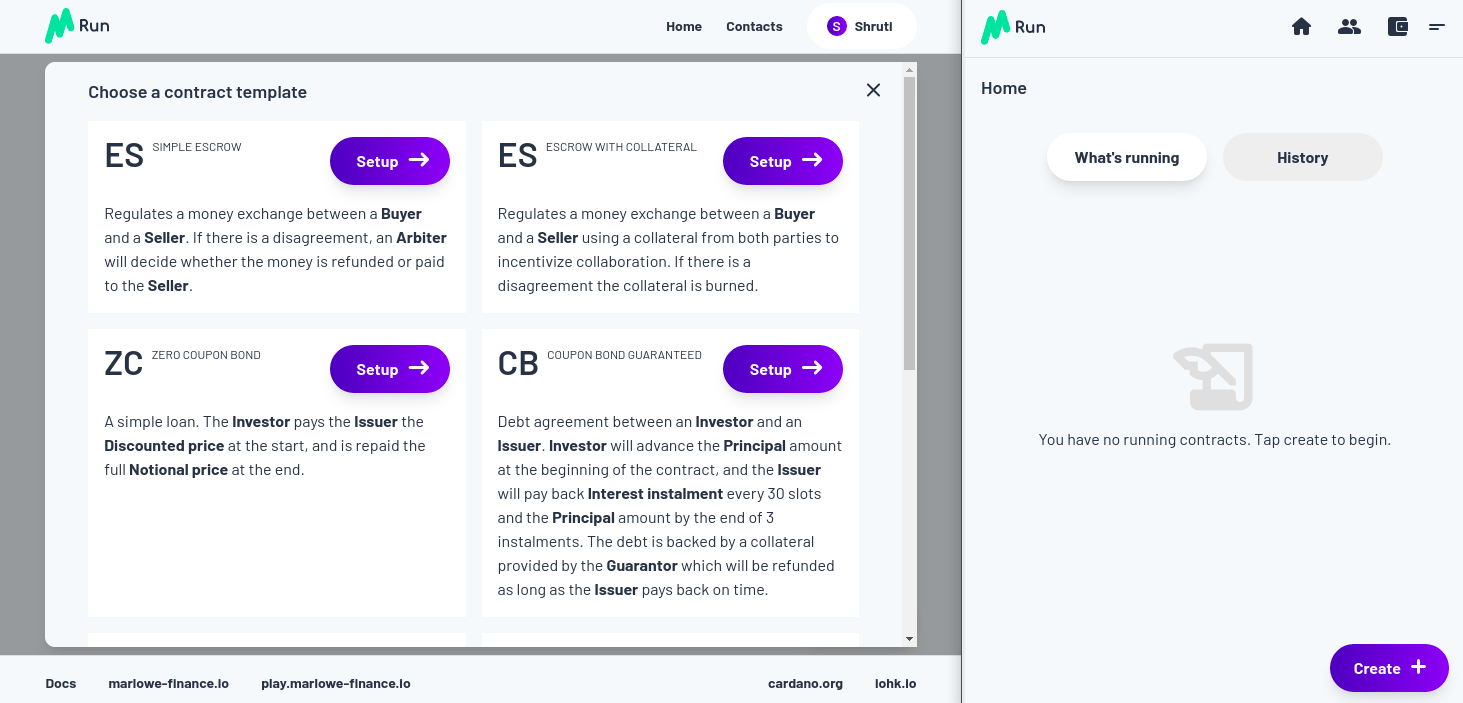 Run
Home
Contacts
S
Shruti
Choose a contract template
ES
SIMPLE ESCROW
Setup
Regulates a money exchange between a Buyer
and a Seller. If there is a disagreement, an Arbiter
will decide whether the money is refunded or paid
to the Seller.
ES
ESCROW WITH COLLATERAL
Setup
Regulates a money exchange between a Buyer
and a Seller using a collateral from both parties to
incentivize collaboration. If there is a
disagreement the collateral is burned.
ZC
ZERO COUPON BOND
Setup
A simple loan. The Investor pays the Issuer the
Discounted price at the start, and is repaid the
full Notional price at the end.
CB
COUPON BOND GUARANTEED
Setup
Debt agreement between an Investor and an
Issuer. Investor will advance the Principal amount
at the beginning of the contract, and the Issuer
will pay back Interest instalment every 30 slots
and the Principal amount by the end of 3
instalments. The debt is backed by a collateral
provided by the Guarantor which will be refunded
as long as the Issuer pays back on time.
Docs
marlowe-finance.io
play.marlowe-finance.io
cardano.org
iohk.io
Run
Home
What's running
History
You have no running contracts. Tap create to begin.
Create